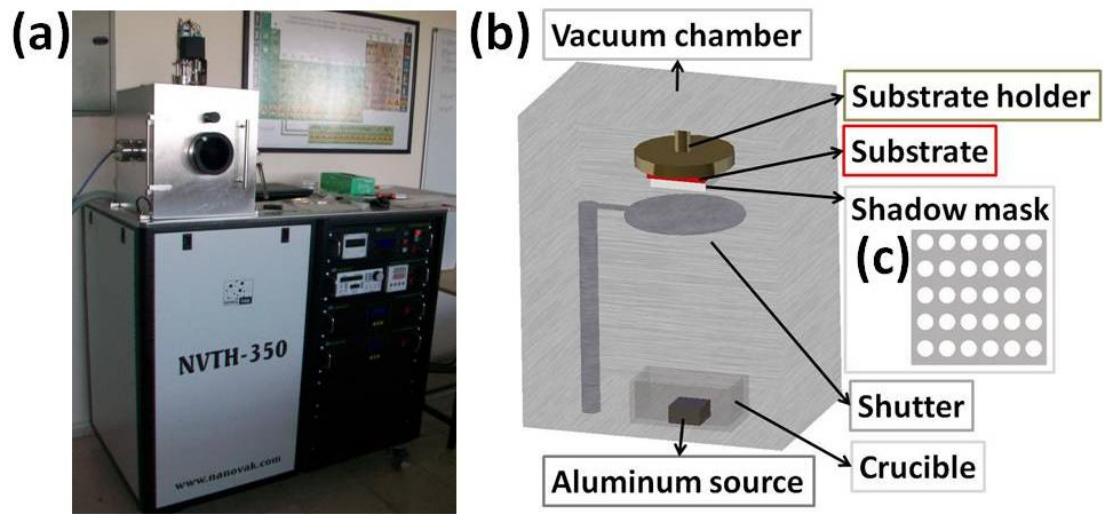 (a)
NVTH-350
www.nanovak.com
(b)
Vacuum chamber
Substrate holder
Substrate
Shadow mask
(c)
Shutter
Crucible
Aluminum source